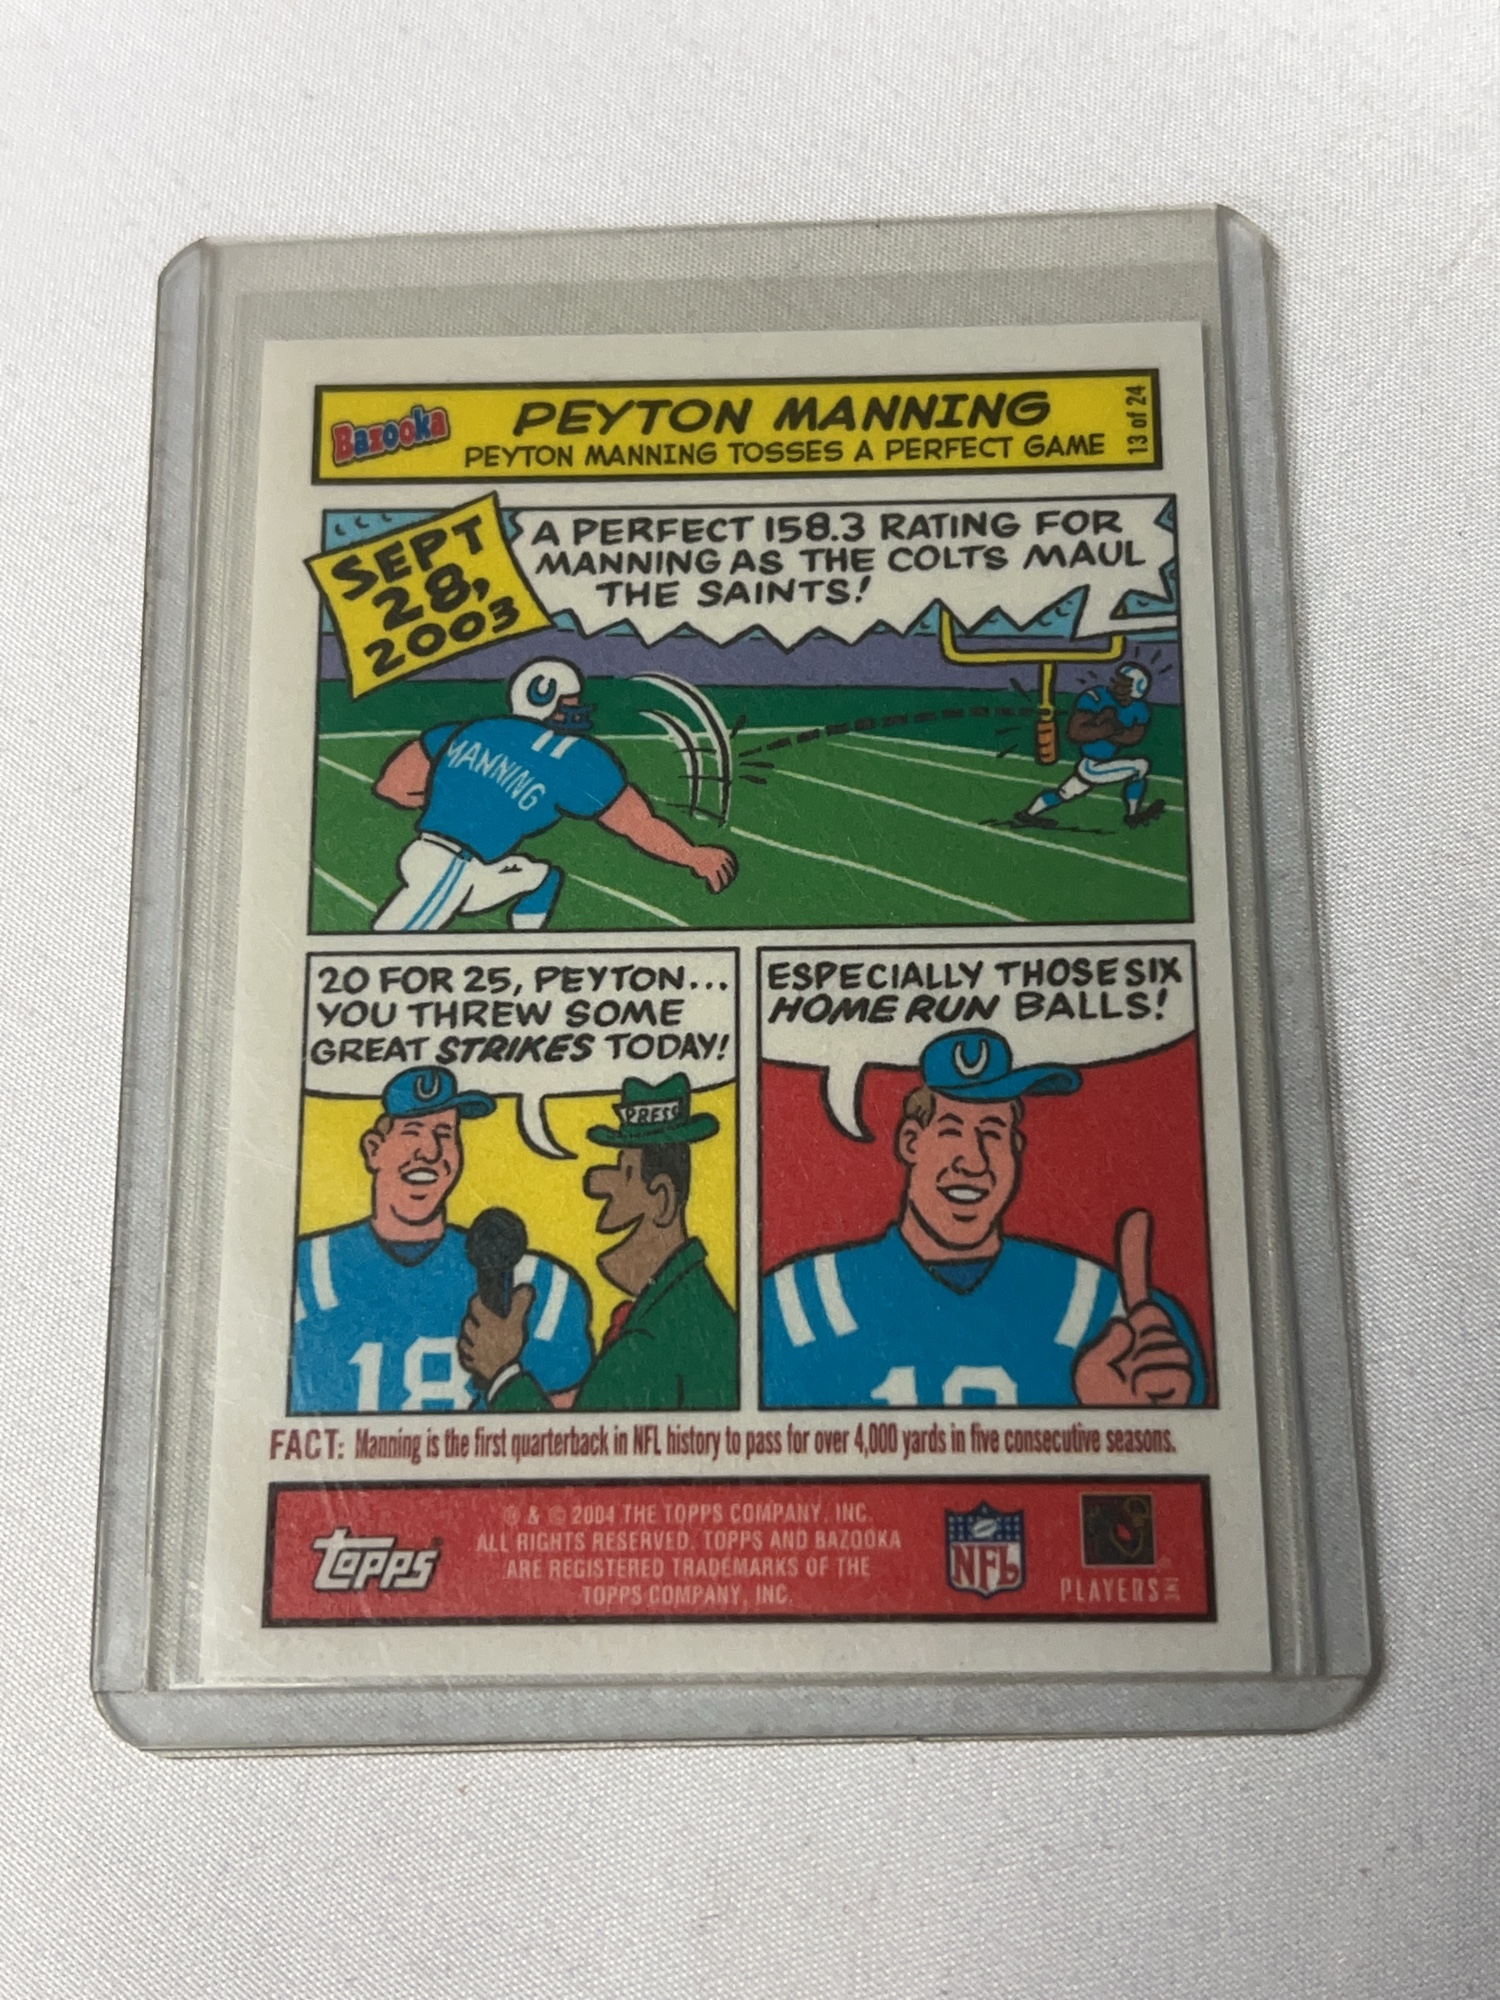 Bazooka
PEYTON MANNING
PEYTON MANNING TOSSES A PERFECT GAME
13 of 24
SEPT
28,
2003
A PERFECT 158.3 RATING FOR
MANNING AS THE COLTS MAUL
THE SAINTS!
MANNING
20 FOR 25, PEYTON...
YOU THREW SOME
GREAT STRIKES TODAY!
PRESS
18
ESPECIALLY THOSE SIX
HOME RUN BALLS!
18
FACT: Manning is the first quarterback in NFL history to pass for over 4,000 yards in five consecutive seasons.
topps
® & © 2004 THE TOPPS COMPANY, INC.
ALL RIGHTS RESERVED. TOPPS AND BAZOOKA
ARE REGISTERED TRADEMARKS OF THE
TOPPS COMPANY, INC.
NFL
PLAYERS INC